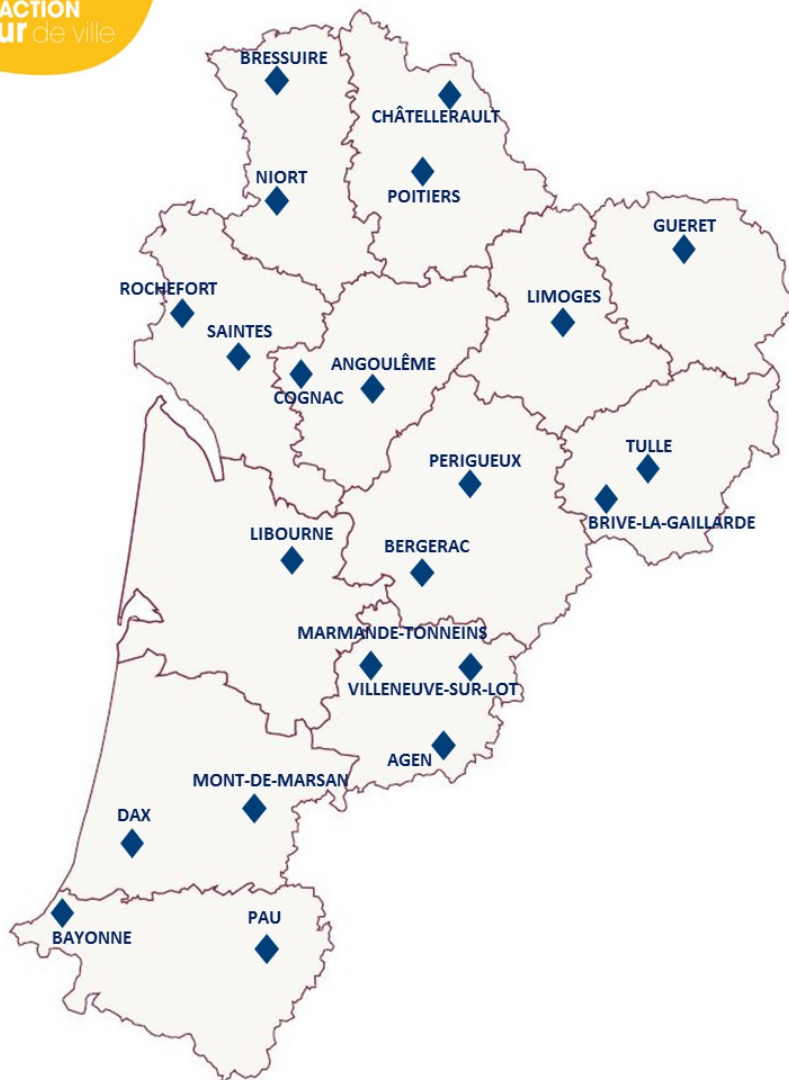 ACTION
ur de ville
BRESSUIRE
CHÂTELLERAULT
NIORT
POITIERS
GUERET
ROCHEFORT
LIMOGES
SAINTES
ANGOULÊME
COGNAC
TULLE
PERIGUEUX
BRIVE-LA-GAILLARDE
LIBOURNE
BERGERAC
MARMANDE-TONNEINS
VILLENEUVE-SUR-LOT
AGEN
MONT-DE-MARSAN
DAX
PAU
BAYONNE